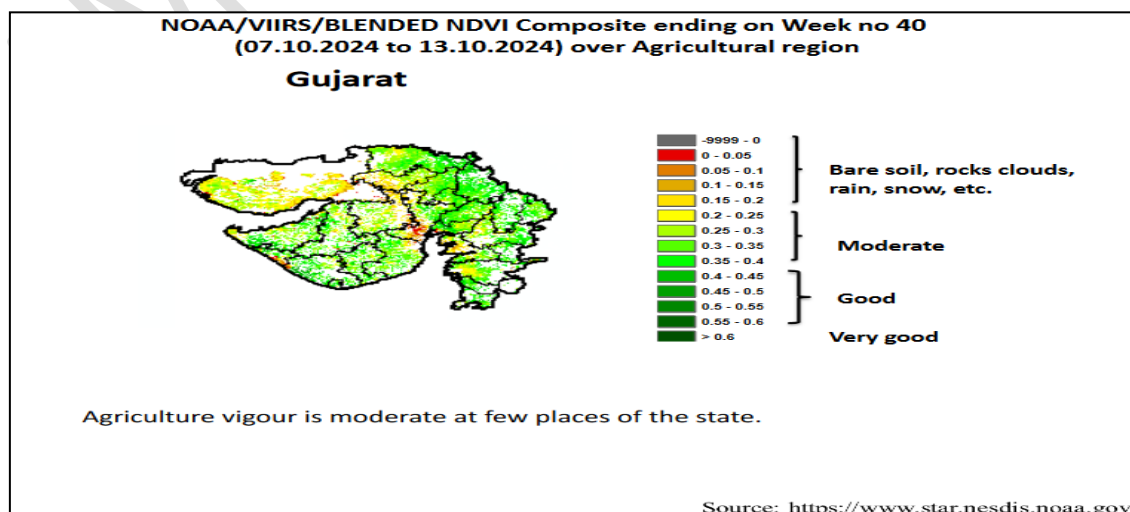 NOAA/VIIRS/BLENDED NDVI Composite ending on Week no 40
(07.10.2024 to 13.10.2024) over Agricultural region
Gujarat
-9999 - 0
0 - 0.05
0.05 - 0.1
0.1 - 0.15
0.15 - 0.2
0.2 - 0.25
0.25 - 0.3
0.3 - 0.35
0.35 - 0.4
0.4 - 0.45
0.45 - 0.5
0.5 - 0.55
0.55 - 0.6
> 0.6
Bare soil, rocks clouds,
rain, snow, etc.
Moderate
Good
Very good
Agriculture vigour is moderate at few places of the state.
Source: https://www.star.nesdis.noaa.gov